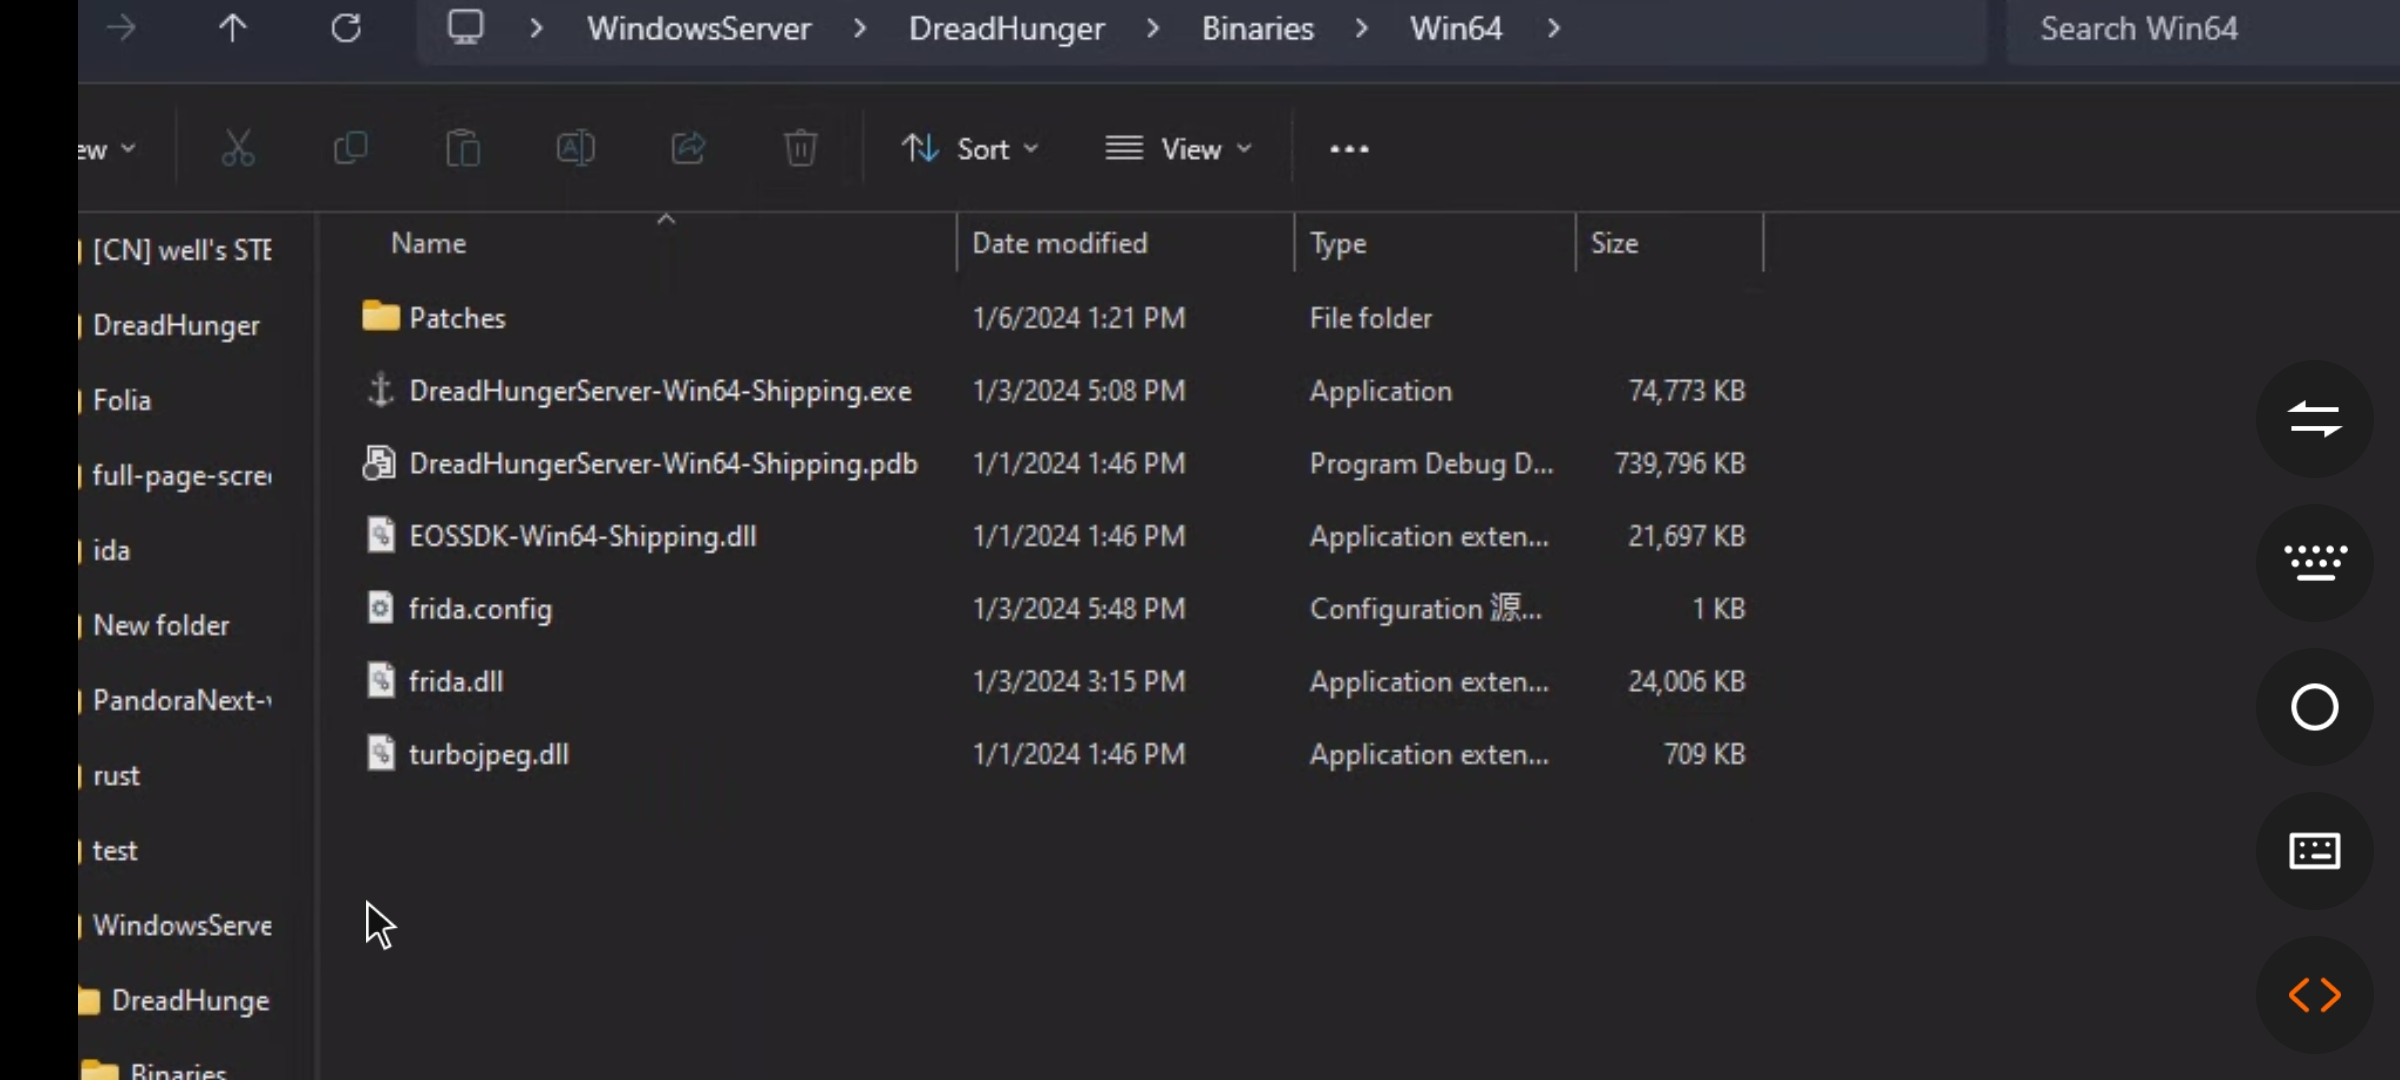 WindowsServer > DreadHunger > Binaries > Win64 >
Search Win64
ew
Sort
View
Name
Date modified
Type
Size
[CN] well's STE
DreadHunger
Folia
full-page-scre
ida
New folder
PandoraNext-
rust
test
WindowsServe
DreadHunge
Binaries
Patches 1/6/2024 1:21 PM File folder
DreadHungerServer-Win64-Shipping.exe 1/3/2024 5:08 PM Application 74,773 KB
DreadHungerServer-Win64-Shipping.pdb 1/1/2024 1:46 PM Program Debug D... 739,796 KB
EOSSDK-Win64-Shipping.dll 1/1/2024 1:46 PM Application exten... 21,697 KB
frida.config 1/3/2024 5:48 PM Configuration 源... 1 KB
frida.dll 1/3/2024 3:15 PM Application exten... 24,006 KB
turbojpeg.dll 1/1/2024 1:46 PM Application exten... 709 KB